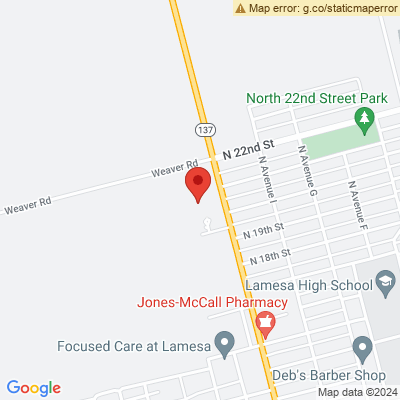 Map error: g.co/staticmaperror
North 22nd Street Park
137
N 22nd St
Weaver Rd
N Avenue I
N Avenue G
N Avenue F
Weaver Rd
N 19th St
N 18th St
Lamesa High School
Jones-McCall Pharmacy
Focused Care at Lamesa
Deb's Barber Shop
Google
Map data ©2024